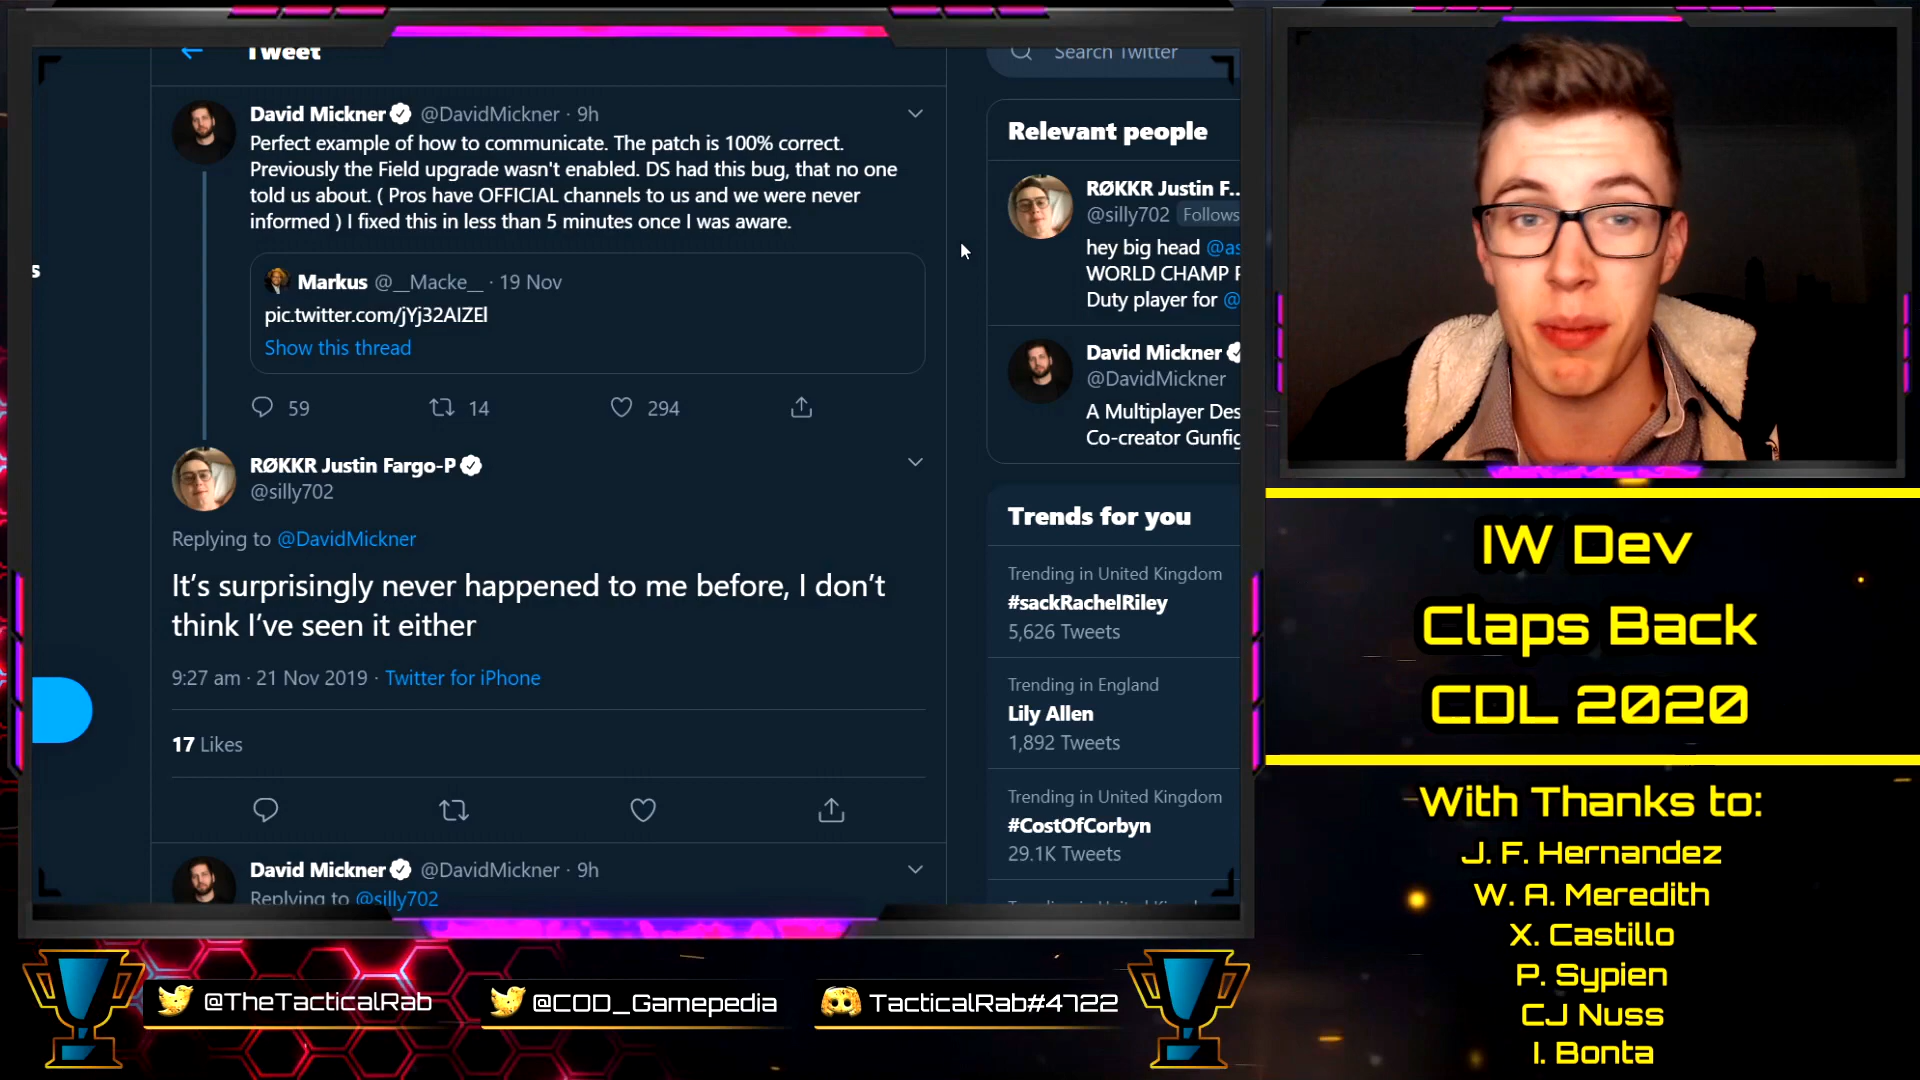 Tweet
Search Twitter
David Mickner @DavidMickner · 9h
Perfect example of how to communicate. The patch is 100% correct.
Previously the Field upgrade wasn't enabled. DS had this bug, that no one
told us about. ( Pros have OFFICIAL channels to us and we were never
informed ) I fixed this in less than 5 minutes once I was aware.
s
Markus @__Macke__ · 19 Nov
pic.twitter.com/jYj32AIZEl
Show this thread
59 14 294
RØKKR Justin Fargo-P
@silly702
Replying to @DavidMickner
It's surprisingly never happened to me before, I don't
think I've seen it either
9:27 am · 21 Nov 2019 · Twitter for iPhone
17 Likes
David Mickner @DavidMickner · 9h
Replying to @silly702
Relevant people
RØKKR Justin F..
@silly702 Follows
hey big head @as
WORLD CHAMP
Duty player for @
David Mickner
@DavidMickner
A Multiplayer Des
Co-creator Gunfig
Trends for you
Trending in United Kingdom
#sackRachelRiley
5,626 Tweets
Trending in England
Lily Allen
1,892 Tweets
Trending in United Kingdom
#CostOfCorbyn
29.1K Tweets
IW Dev
Claps Back
CDL 2020
With Thanks to:
J. F. Hernandez
W. A. Meredith
X. Castillo
P. Sypien
CJ Nuss
I. Bonta
@TheTacticalRab
@COD_Gamepedia
TacticalRab#4722